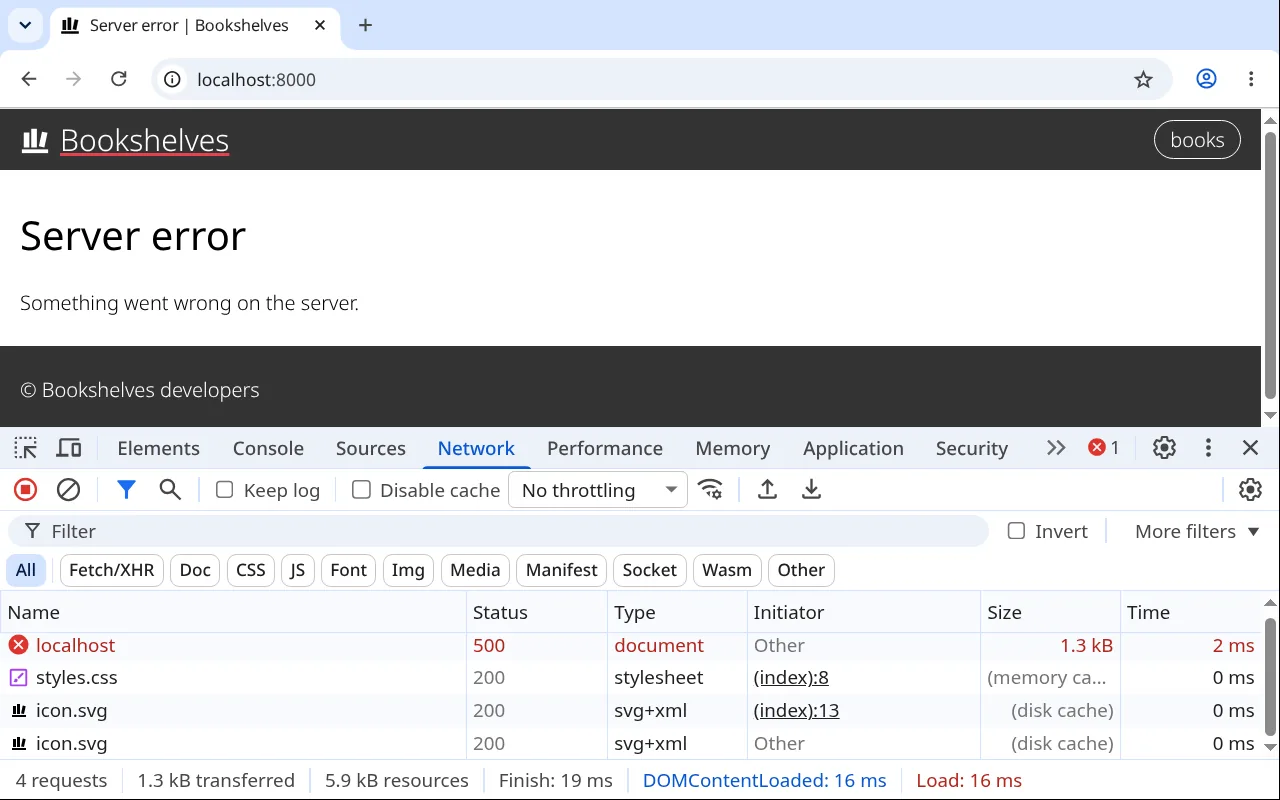 Server error | Bookshelves
localhost:8000
Bookshelves
books
Server error
Something went wrong on the server.
© Bookshelves developers
Elements Console Sources Network Performance Memory Application Security 1
Keep log Disable cache No throttling
Filter Invert More filters
All Fetch/XHR Doc CSS JS Font Img Media Manifest Socket Wasm Other
Name Status Type Initiator Size Time
localhost 500 document Other 1.3 kB 2 ms
styles.css 200 stylesheet (index):8 (memory ca... 0 ms
icon.svg 200 svg+xml (index):13 (disk cache) 0 ms
icon.svg 200 svg+xml Other (disk cache) 0 ms
4 requests 1.3 kB transferred 5.9 kB resources Finish: 19 ms DOMContentLoaded: 16 ms Load: 16 ms